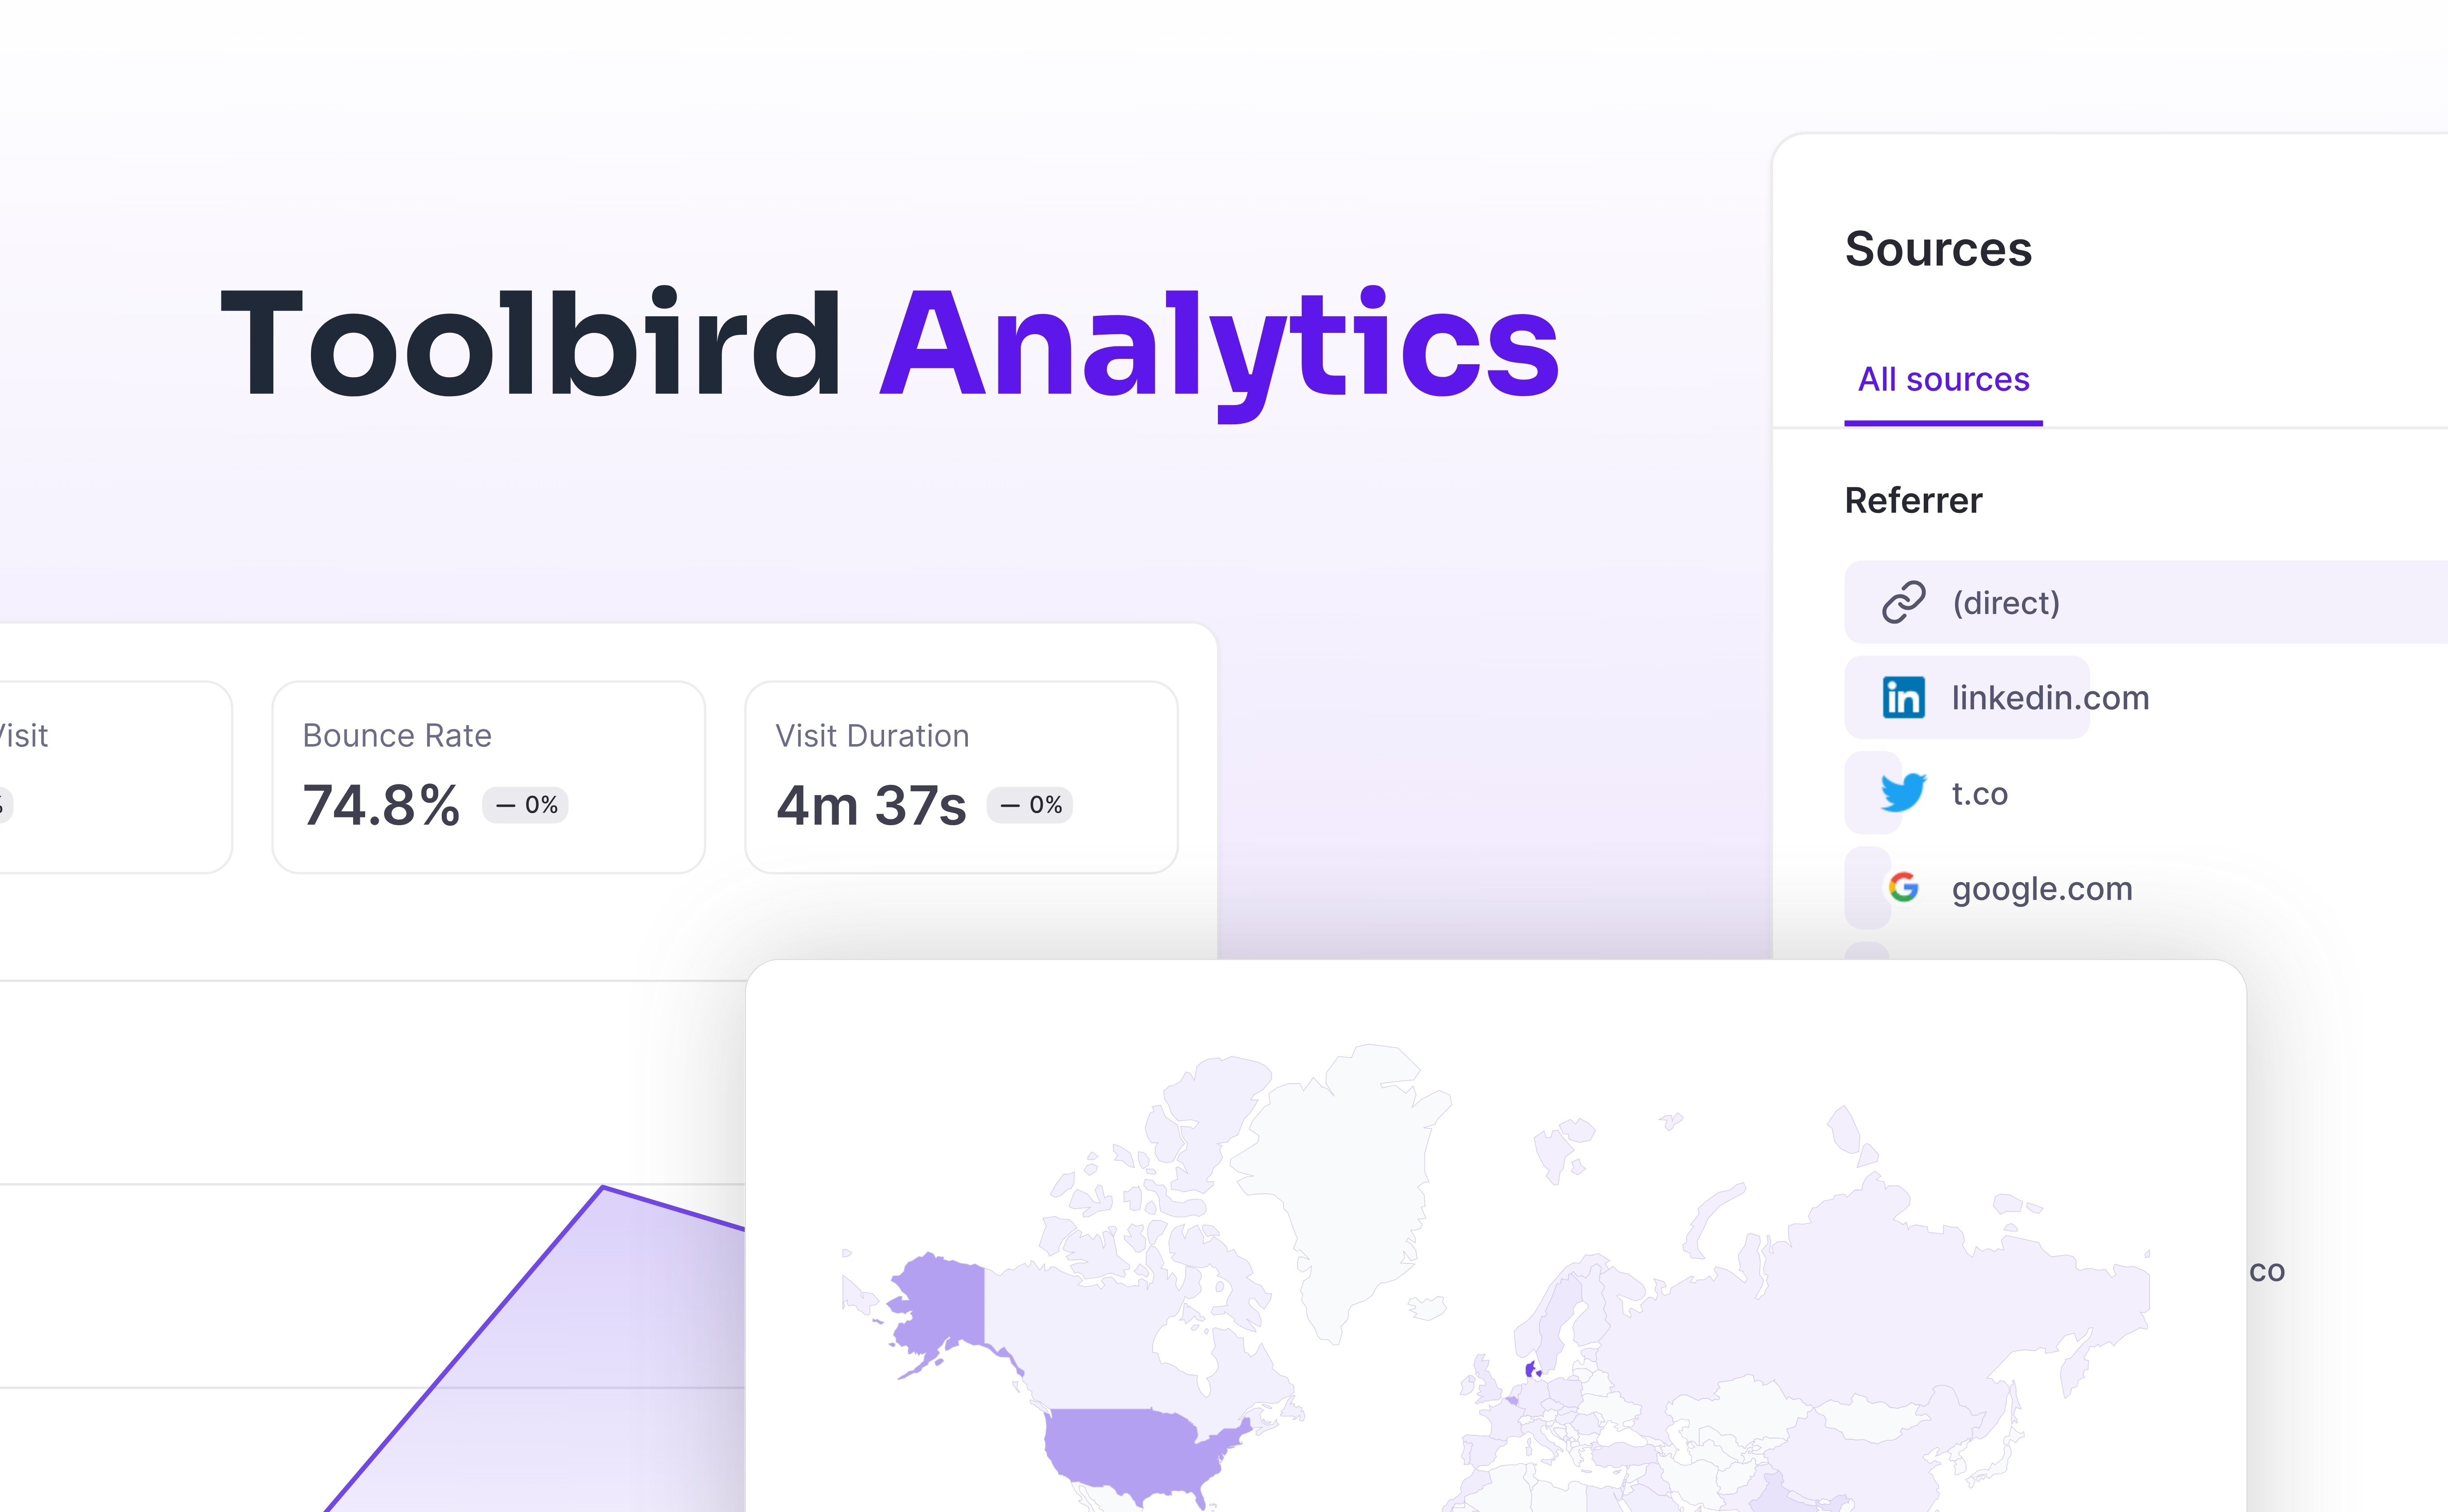 Toolbird Analytics
Visit
Bounce Rate
74.8% — 0%
Visit Duration
4m 37s — 0%
Sources
All sources
Referrer
(direct)
in linkedin.com
t.co
G google.com
co